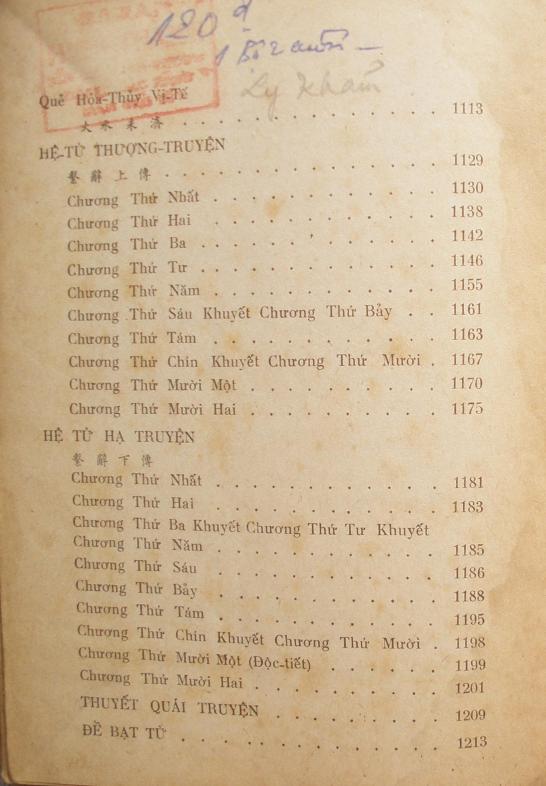 120đ
Ly Khám
Quẻ Hỏa-Thủy Vị-Tế . . . . . . . . . . . 1113
火水未濟
HỆ-TỪ THƯỢNG-TRUYỆN
繫辭上傳 . . . . . . . . . . . . . . 1129
Chương Thứ Nhất . . . . . . . . . . . 1130
Chương Thứ Hai . . . . . . . . . . . 1138
Chương Thứ Ba . . . . . . . . . . . . 1142
Chương Thứ Tư . . . . . . . . . . . . 1146
Chương Thứ Năm . . . . . . . . . . . 1155
Chương Thứ Sáu Khuyết Chương Thứ Bảy . . 1161
Chương Thứ Tám . . . . . . . . . . . 1163
Chương Thứ Chín Khuyết Chương Thứ Mười . 1167
Chương Thứ Mười Một . . . . . . . . . 1170
Chương Thứ Mười Hai . . . . . . . . . 1175
HỆ TỪ HẠ TRUYỆN
繫辭下傳
Chương Thứ Nhất . . . . . . . . . . . 1181
Chương Thứ Hai . . . . . . . . . . . 1183
Chương Thứ Ba Khuyết Chương Thứ Tư Khuyết
Chương Thứ Năm . . . . . . . . . . . 1185
Chương Thứ Sáu . . . . . . . . . . . 1186
Chương Thứ Bảy . . . . . . . . . . . 1188
Chương Thứ Tám . . . . . . . . . . . 1195
Chương Thứ Chín Khuyết Chương Thứ Mười . 1198
Chương Thứ Mười Một (Độc-tiết) . . . . . 1199
Chương Thứ Mười Hai . . . . . . . . . 1201
THUYẾT QUÁI TRUYỆN . . . . . . . . . 1209
ĐỀ BẠT TỪ . . . . . . . . . . . . . 1213